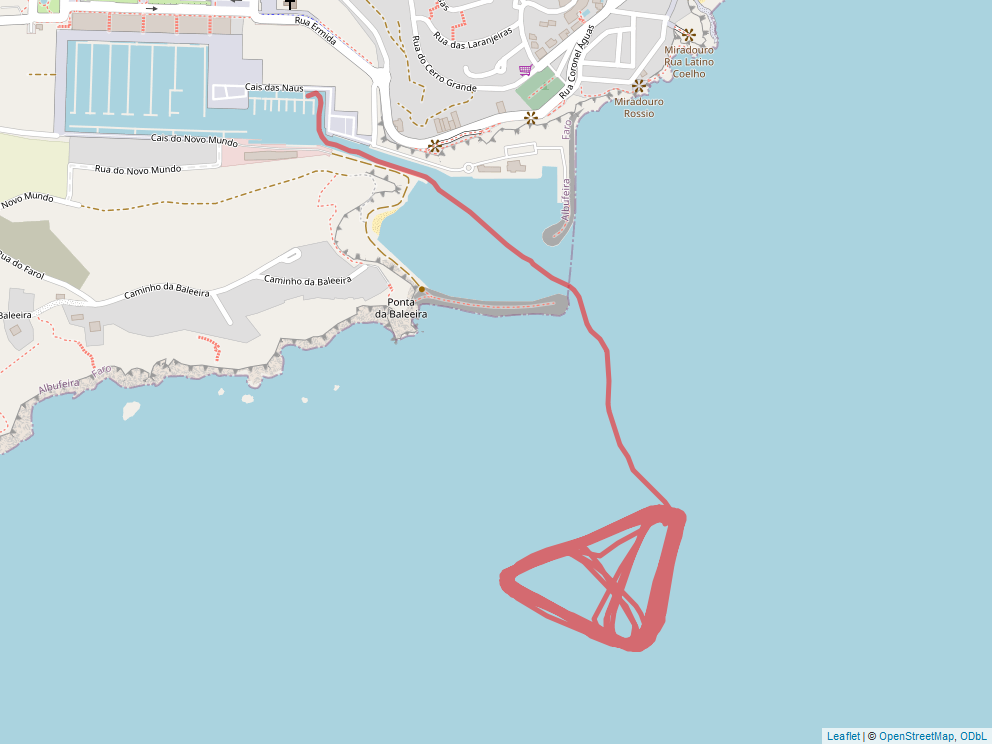 Rua Ermida
Rua das Laranjeiras
Rua do Cerro Grande
Rua Coronel Águas
Miradouro
Rua Latino
Coelho
Miradouro
Rossio
Cais das Naus
Cais do Novo Mundo
Rua do Novo Mundo
Novo Mundo
Faro
Albufeira
Rua do Farol
Caminho da Baleeira
Caminho da Baleeira
Baleeira
Ponta
da Baleeira
Albufeira
Faro
Leaflet | © OpenStreetMap, ODbL